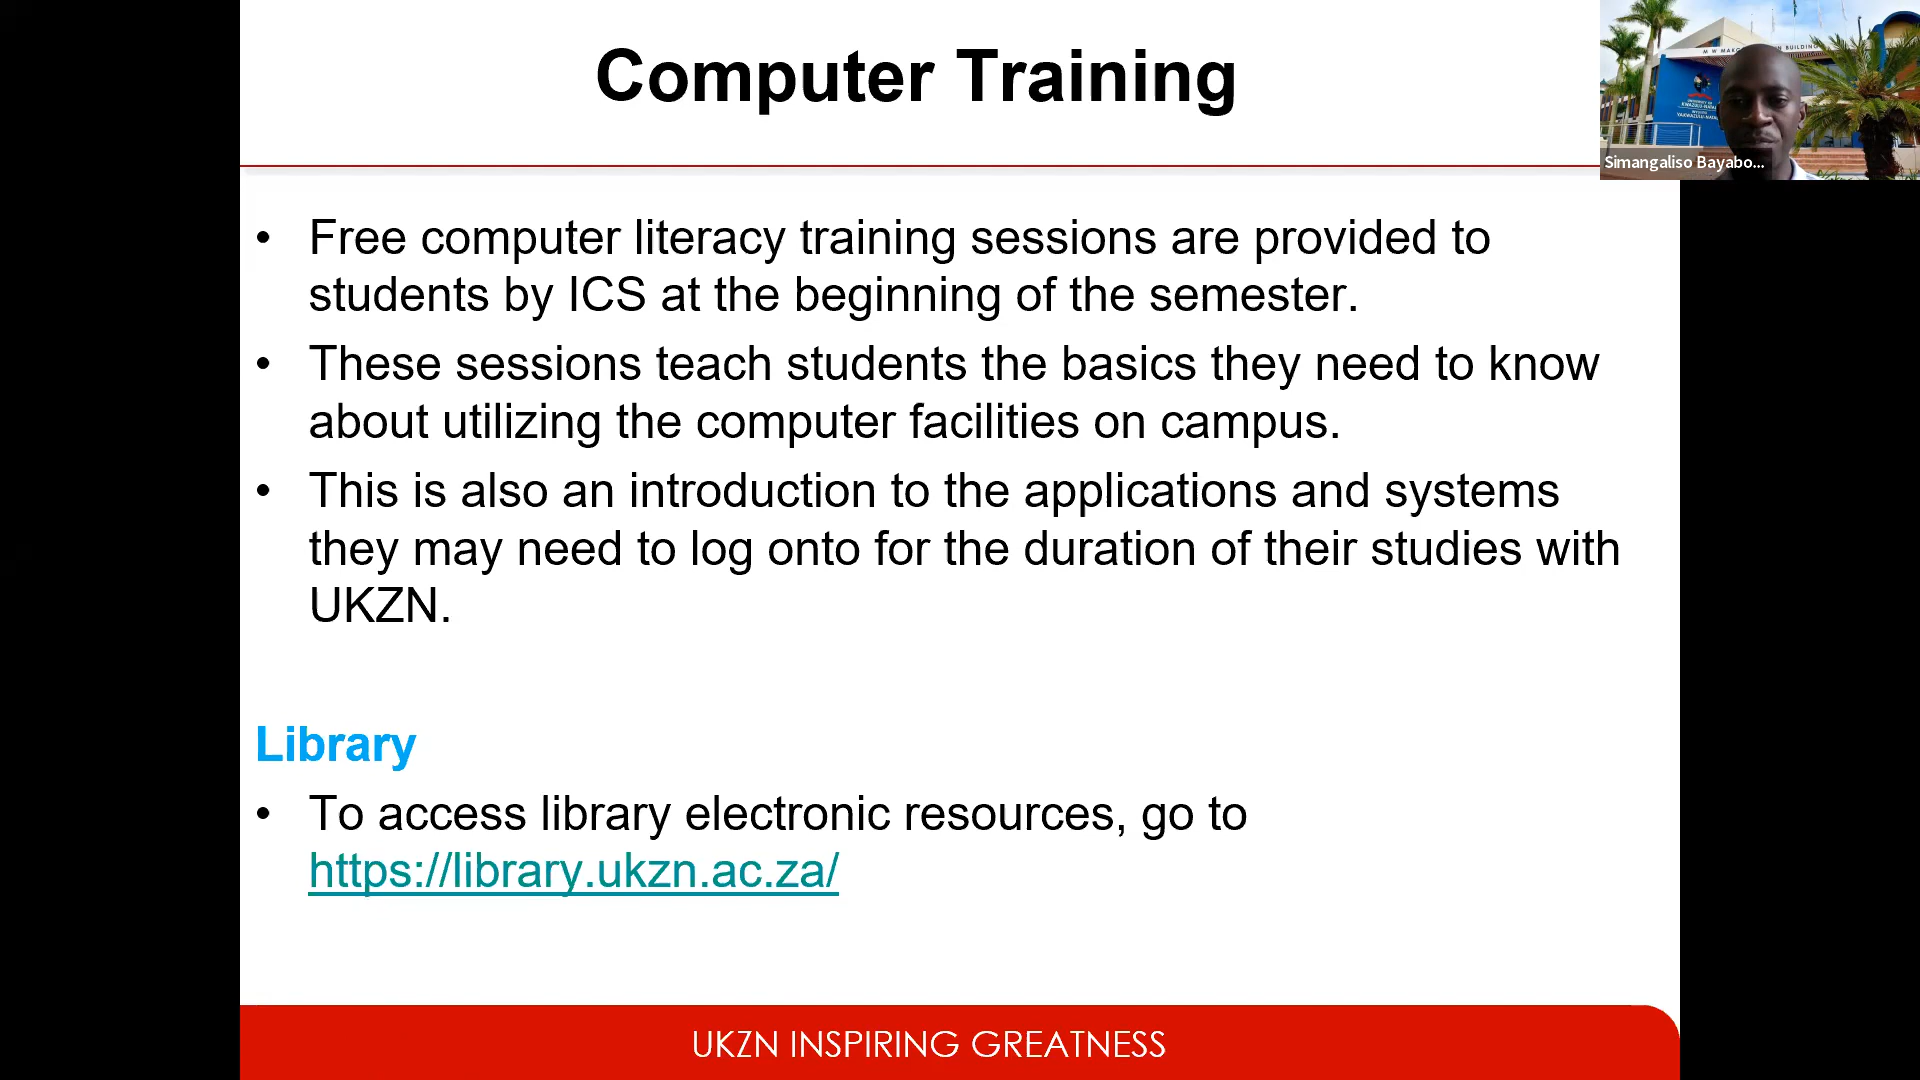 Computer Training
• Free computer literacy training sessions are provided to
students by ICS at the beginning of the semester.
• These sessions teach students the basics they need to know
about utilizing the computer facilities on campus.
• This is also an introduction to the applications and systems
they may need to log onto for the duration of their studies with
UKZN.
Library
• To access library electronic resources, go to
https://library.ukzn.ac.za/
UKZN INSPIRING GREATNESS
Simangaliso Bayabo...